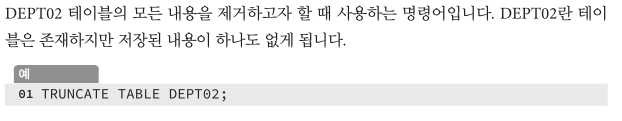 DEPT02 테이블의 모든 내용을 제거하고자 할 때 사용하는 명령어입니다. DEPT02란 테이
블은 존재하지만 저장된 내용이 하나도 없게 됩니다.
예
01 TRUNCATE TABLE DEPT02;